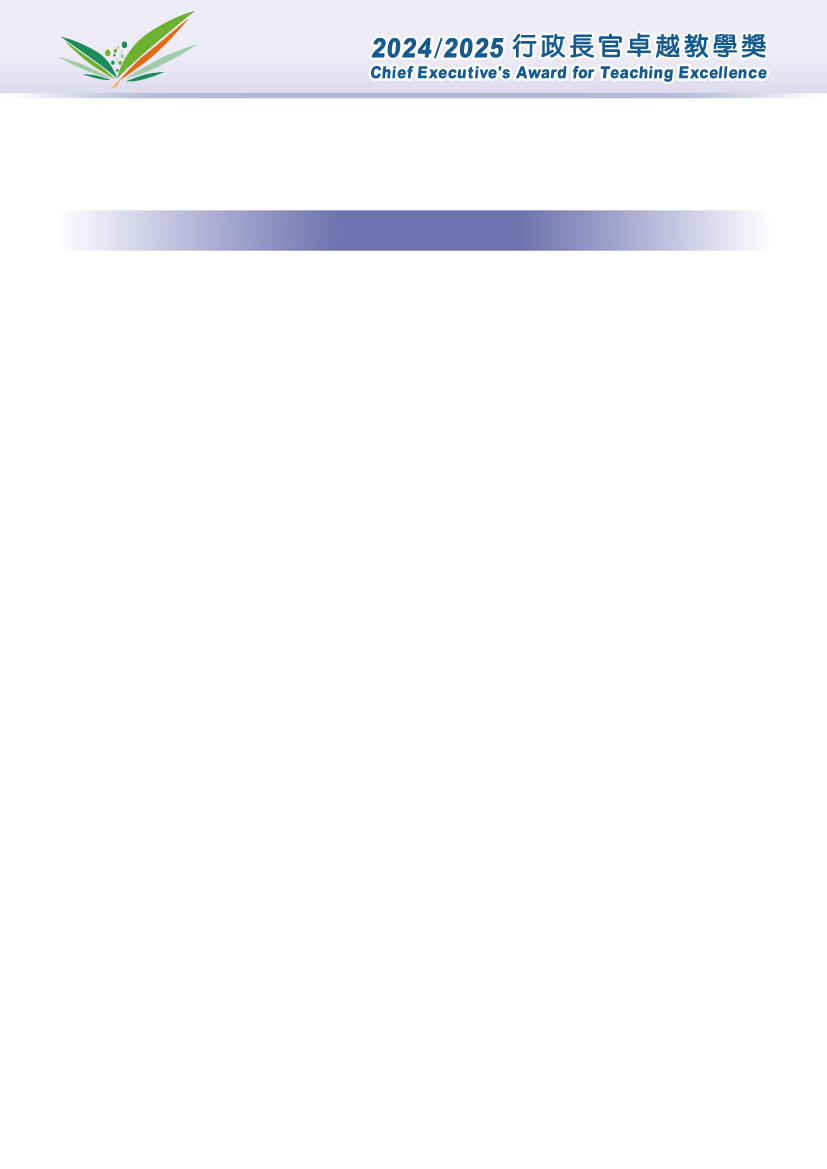 2024/2025 行政長官卓越教學獎
Chief Executive's Award for Teaching Excellence